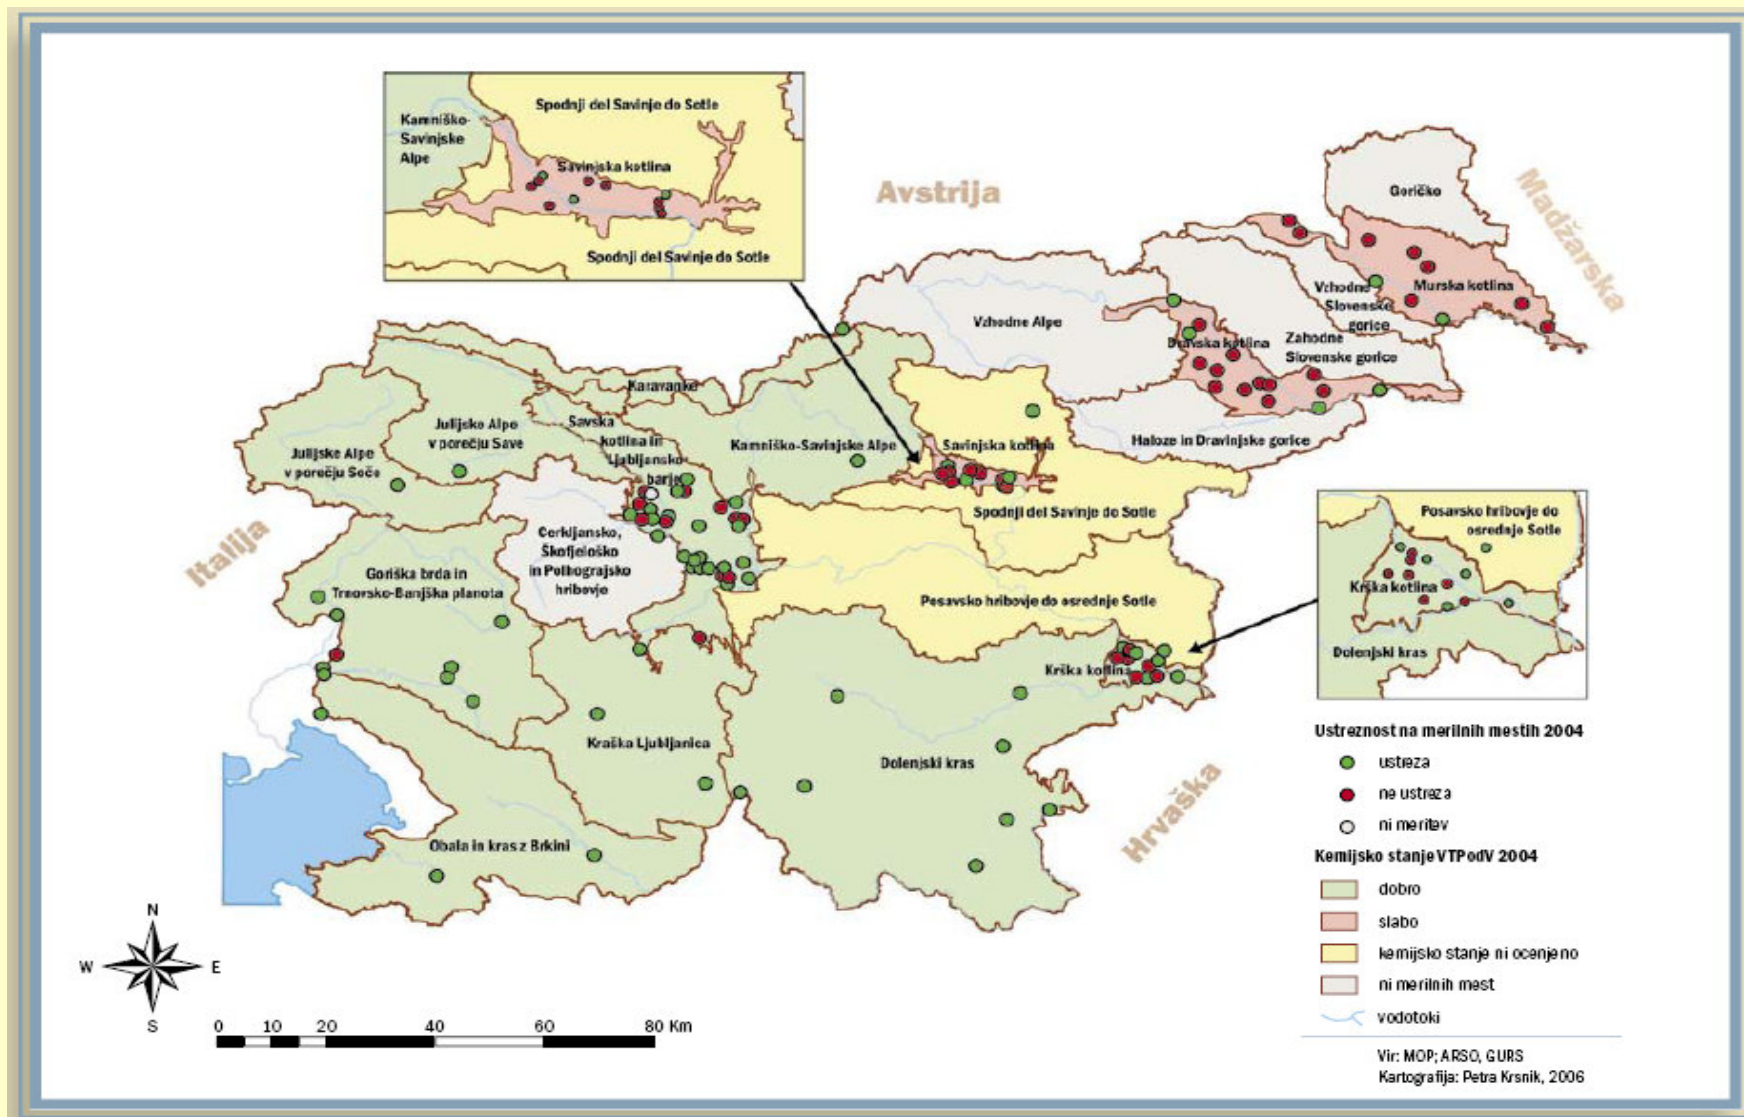 Spodnji del Savinje do Sotle
Kamniško-
Savinjske
Alpe
Savinjska kotlina
Spodnji del Savinje do Sotle
Avstrija
Madžarska
Goričko
Murska kotlina
Vzhodne
Slovenske
gorice
Zahodne
Slovenske gorice
Dravska kotlina
Vzhodne Alpe
Haloze in Dravinjske gorice
Karavanke
Savska
kotlina in
Ljubljansko
barje
Julijske Alpe
v porečju Save
Julijske Alpe
v porečju Soče
Kamniško-Savinjske Alpe
Savinjska kotlina
Spodnji del Savinje do Sotle
Italija
Cerkljansko,
Škofjeloško
in Polhograjsko
hribovje
Goriška brda in
Trnovsko-Banjška planota
Posavsko hribovje do osrednje Sotle
Krška kotlina
Posavsko hribovje do
osrednje Sotle
Krška kotlina
Dolenjski kras
Kraška Ljubljanica
Dolenjski kras
Hrvaška
Obala in kras z Brkini
Ustreznost na merilnih mestih 2004
ustreza
ne ustreza
ni meritev
Kemijsko stanje VTPodV 2004
dobro
slabo
kemijsko stanje ni ocenjeno
ni merilnih mest
vodotoki
Vir: MOP; ARSO, GURS
Kartografija: Petra Krsnik, 2006
N
W E
S
0 10 20 40 60 80 Km